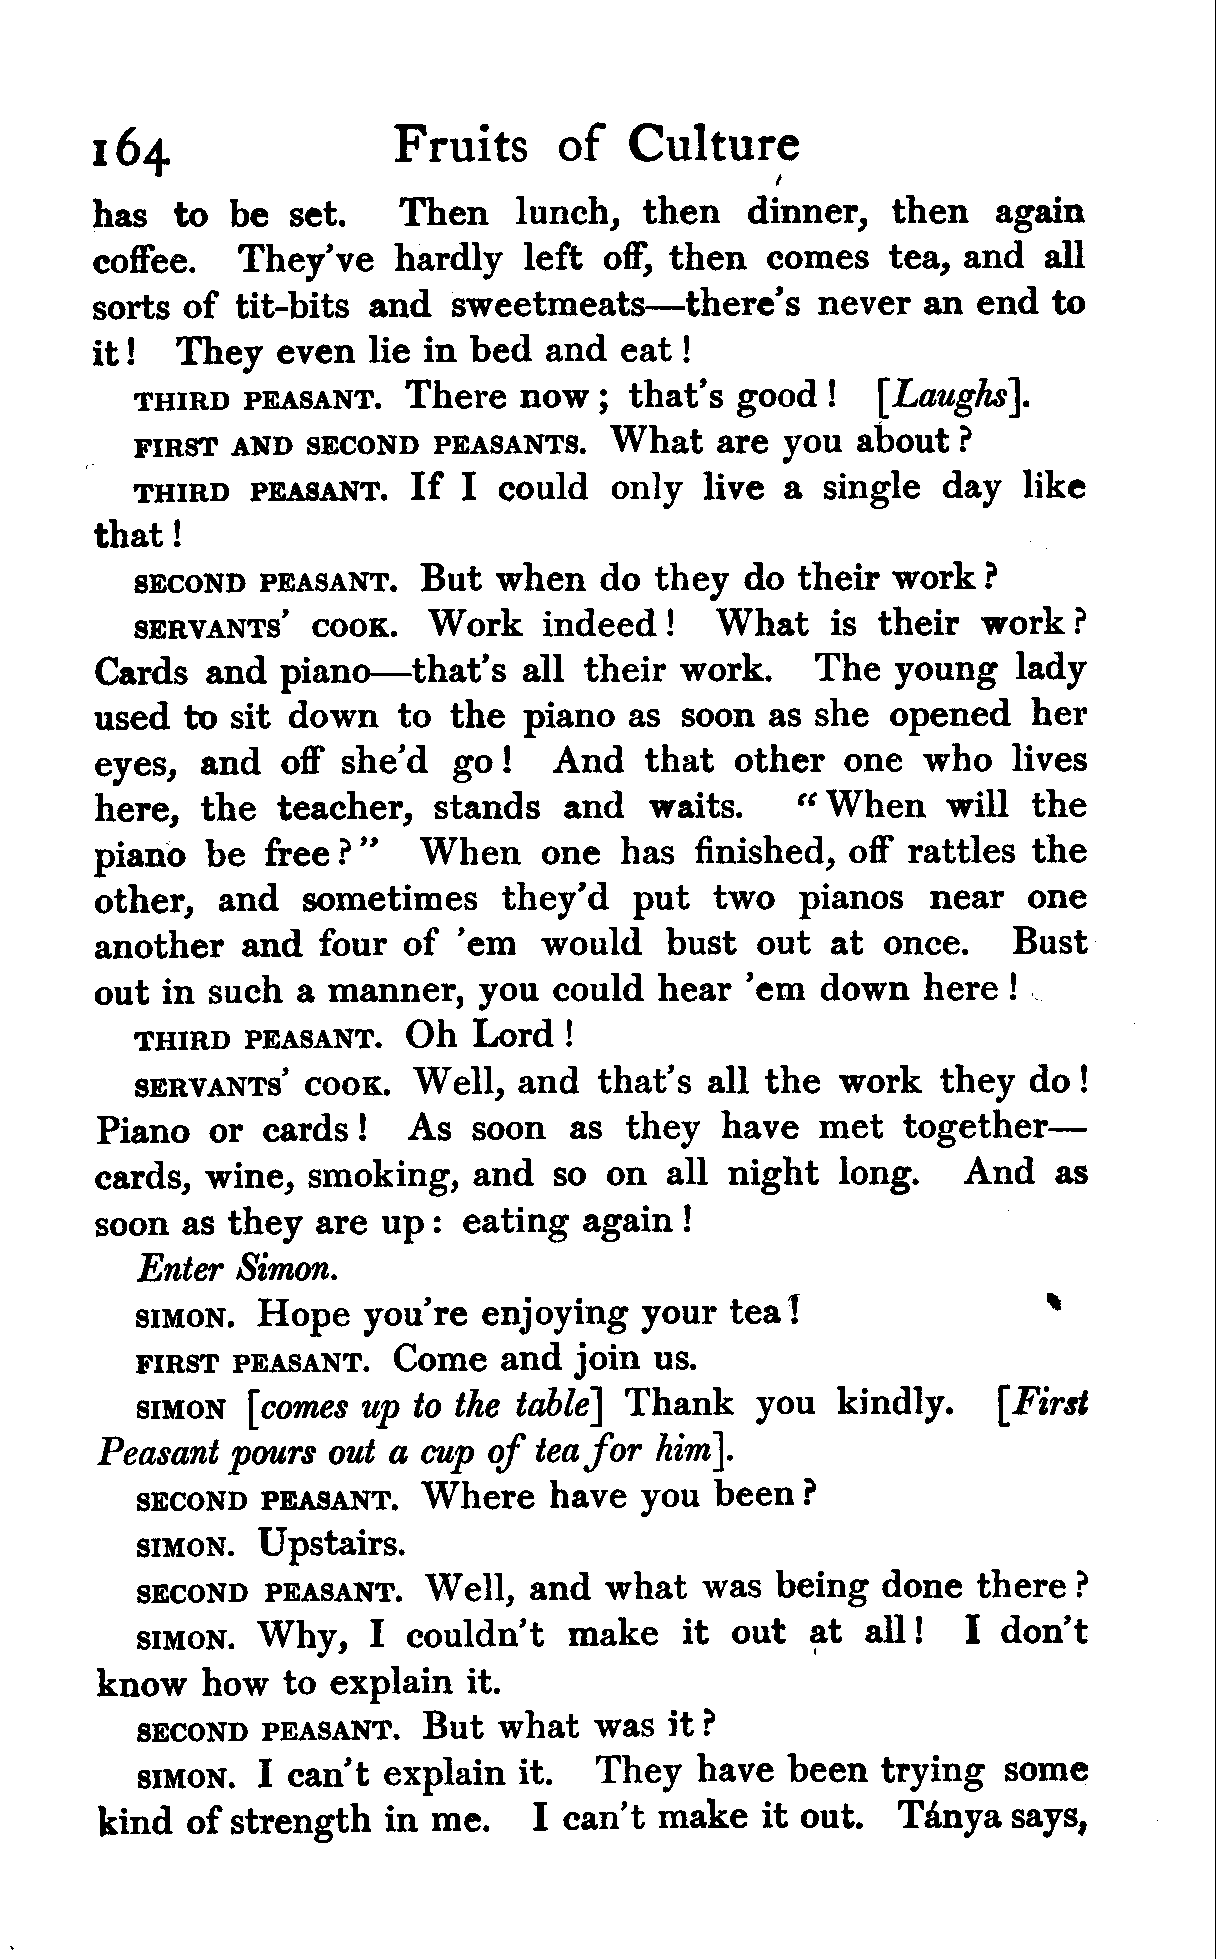 164 Fruits of Culture
has to be set. Then lunch, then dinner, then again
coffee. They've hardly left off, then comes tea, and all
sorts of tit-bits and sweetmeats—there's never an end to
it! They even lie in bed and eat!
THIRD PEASANT. There now; that's good! [Laughs].
FIRST AND SECOND PEASANTS. What are you about?
THIRD PEASANT. If I could only live a single day like
that!
SECOND PEASANT. But when do they do their work?
SERVANTS' COOK. Work indeed! What is their work?
Cards and piano—that's all their work. The young lady
used to sit down to the piano as soon as she opened her
eyes, and off she'd go! And that other one who lives
here, the teacher, stands and waits. "When will the
piano be free?" When one has finished, off rattles the
other, and sometimes they'd put two pianos near one
another and four of 'em would bust out at once. Bust
out in such a manner, you could hear 'em down here!
THIRD PEASANT. Oh Lord!
SERVANTS' COOK. Well, and that's all the work they do!
Piano or cards! As soon as they have met together—
cards, wine, smoking, and so on all night long. And as
soon as they are up: eating again!
Enter Simon.
SIMON. Hope you're enjoying your tea!
FIRST PEASANT. Come and join us.
SIMON [comes up to the table] Thank you kindly. [First
Peasant pours out a cup of tea for him].
SECOND PEASANT. Where have you been?
SIMON. Upstairs.
SECOND PEASANT. Well, and what was being done there?
SIMON. Why, I couldn't make it out at all! I don't
know how to explain it.
SECOND PEASANT. But what was it?
SIMON. I can't explain it. They have been trying some
kind of strength in me. I can't make it out. Tánya says,